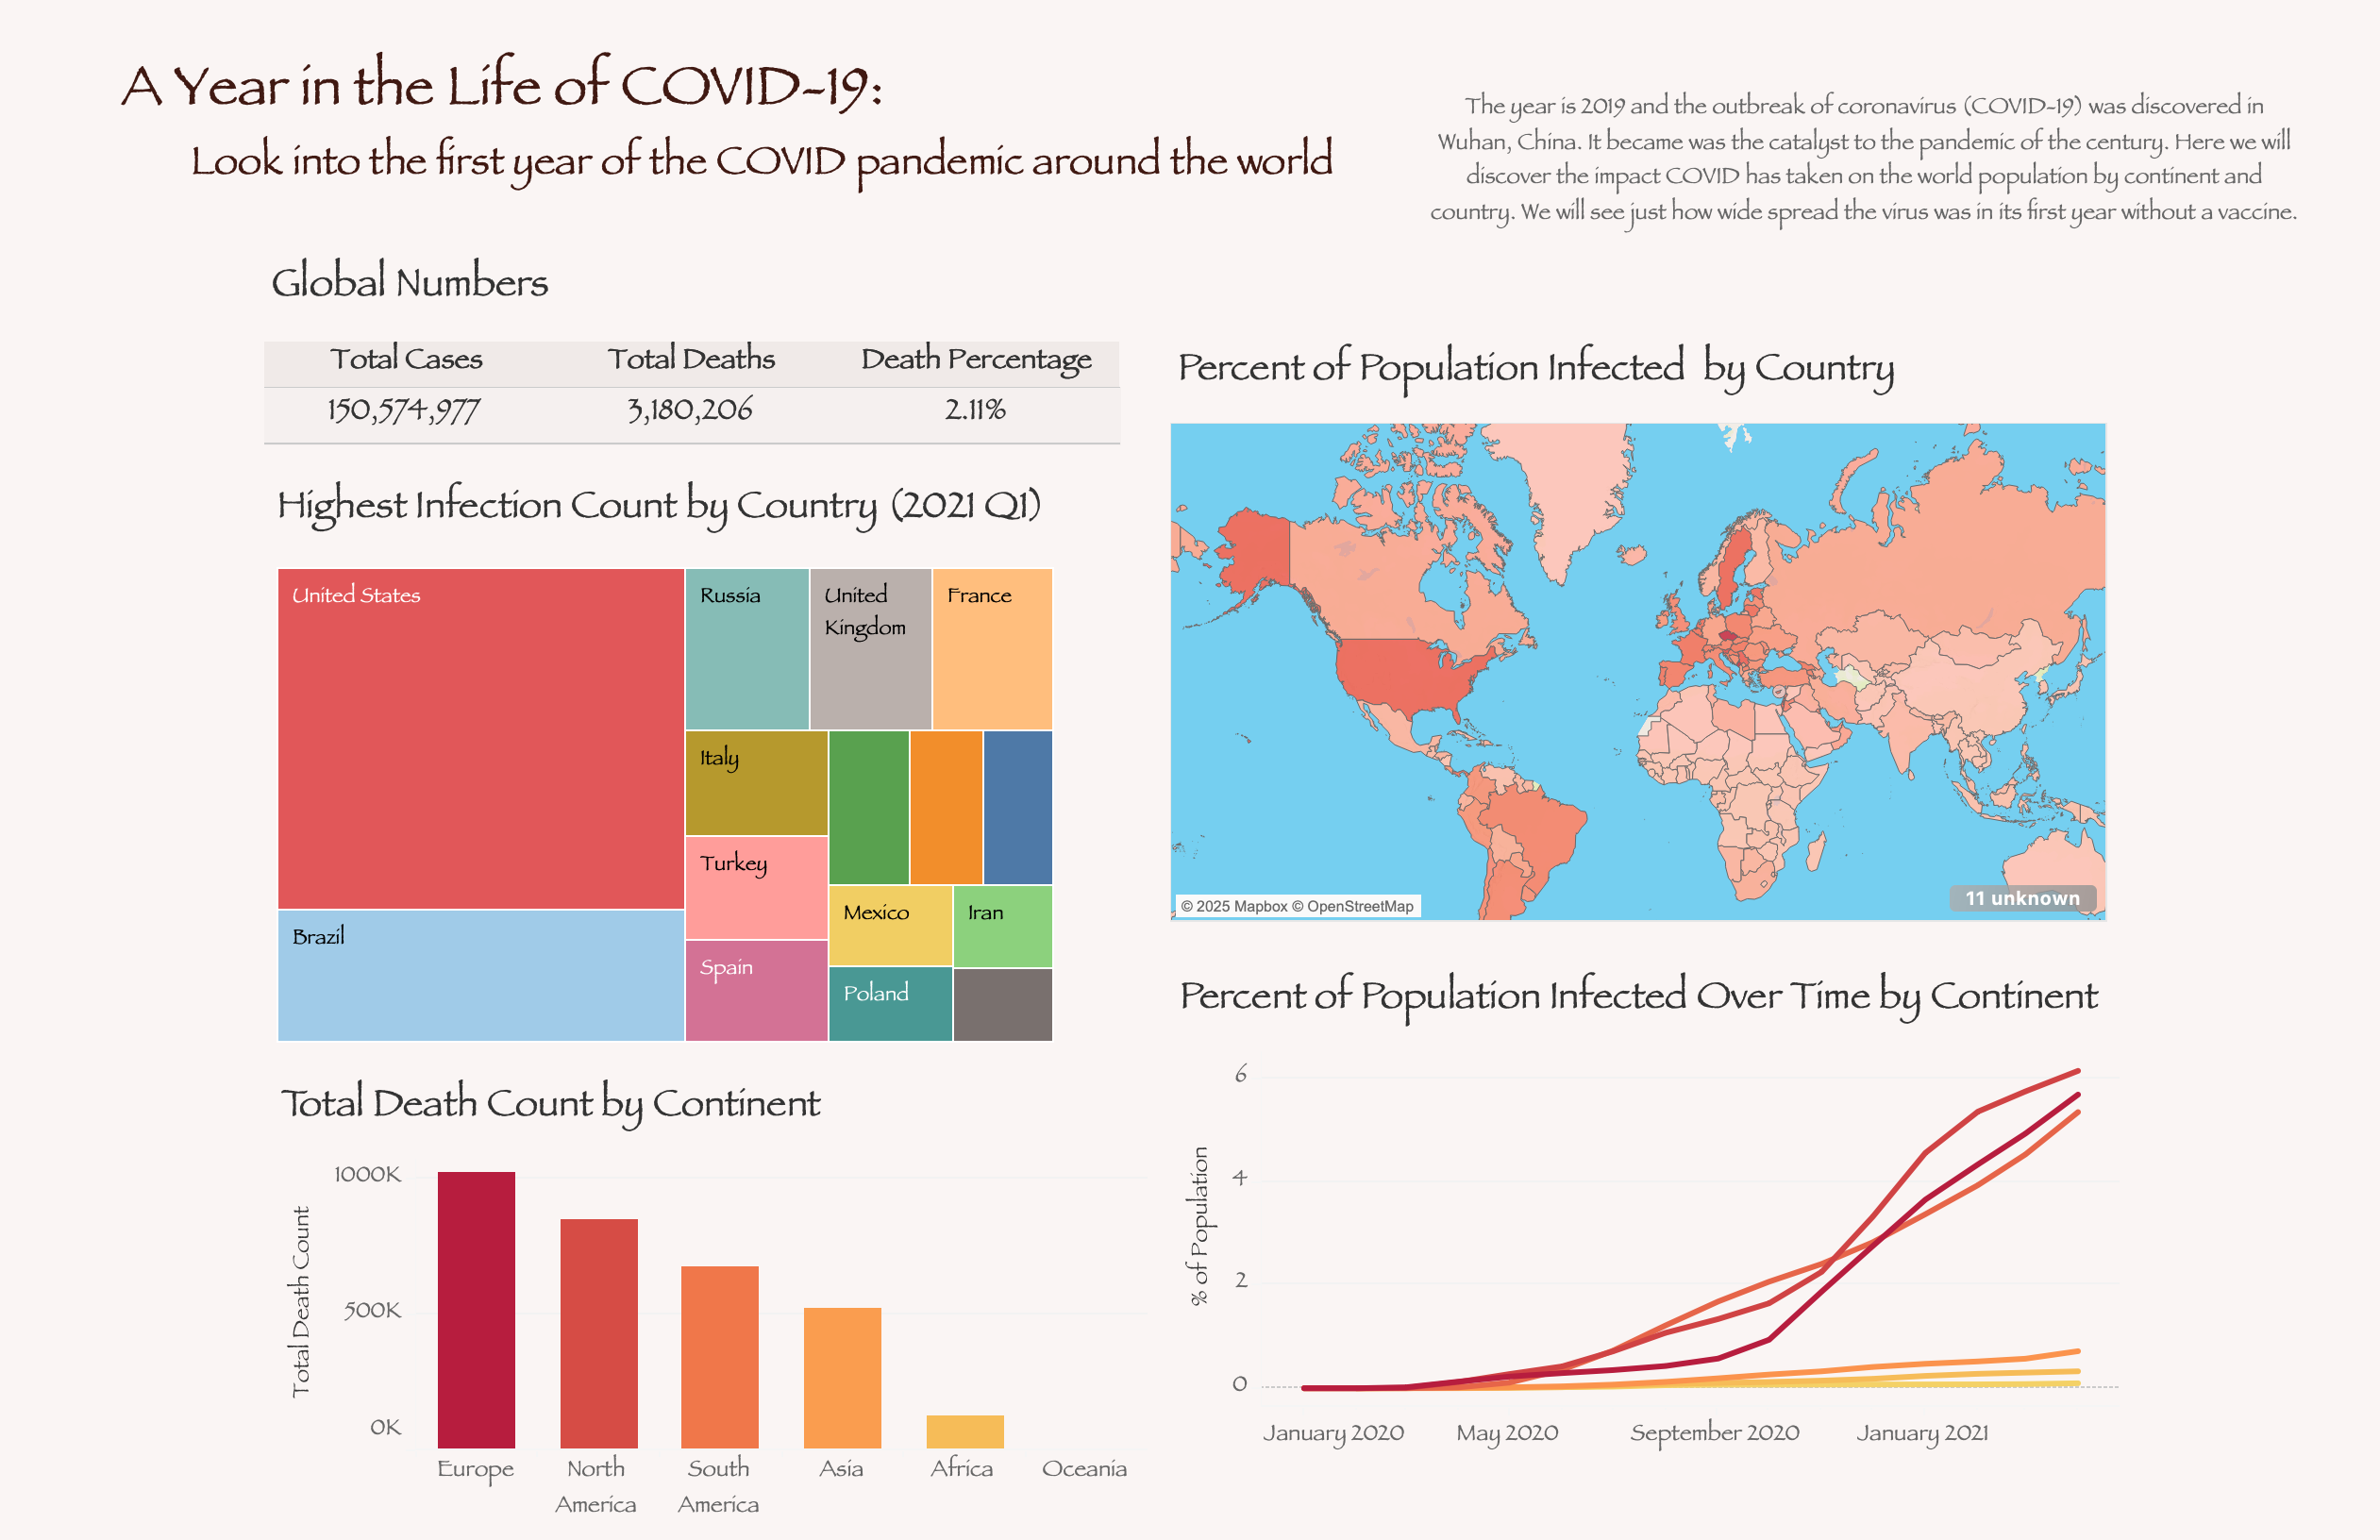 A Year in the Life of COVID-19:
Look into the first year of the COVID pandemic around the world
The year is 2019 and the outbreak of coronavirus (COVID-19) was discovered in
Wuhan, China. It became was the catalyst to the pandemic of the century. Here we will
discover the impact COVID has taken on the world population by continent and
country. We will see just how wide spread the virus was in its first year without a vaccine.
Global Numbers
Total Cases Total Deaths Death Percentage
150,574,977 3,180,206 2.11%
Highest Infection Count by Country (2021 Q1)
United States
Russia
United
Kingdom
France
Italy
Turkey
Brazil
Spain
Mexico
Iran
Poland
Percent of Population Infected by Country
© 2025 Mapbox © OpenStreetMap
11 unknown
Total Death Count by Continent
Total Death Count
1000K
500K
0K
Europe
North
America
South
America
Asia
Africa
Oceania
Percent of Population Infected Over Time by Continent
% of Population
6
4
2
0
January 2020
May 2020
September 2020
January 2021